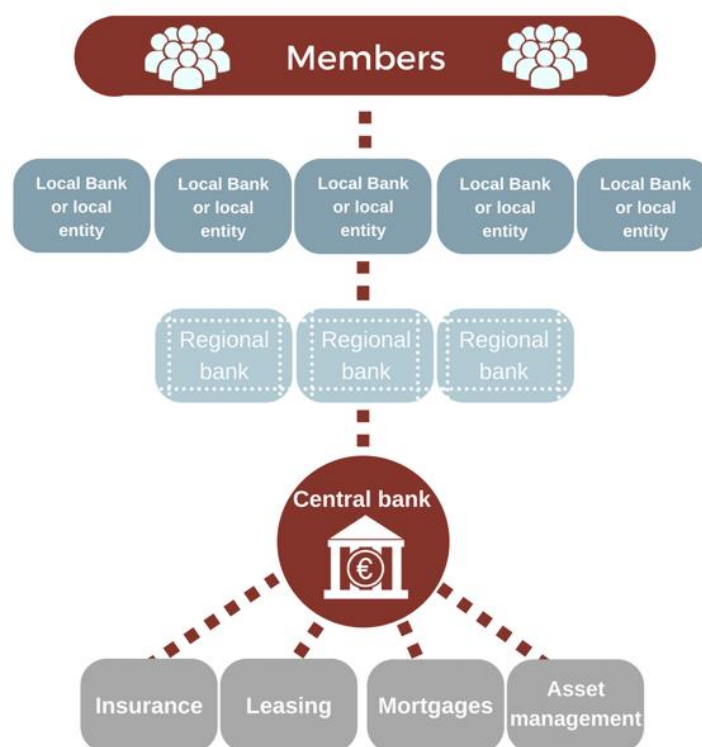 Members
Local Bank
or local
entity
Local Bank
or local
entity
Local Bank
or local
entity
Local Bank
or local
entity
Local Bank
or local
entity
Regional
bank
Regional
bank
Regional
bank
Central bank
€
Insurance
Leasing
Mortgages
Asset
management